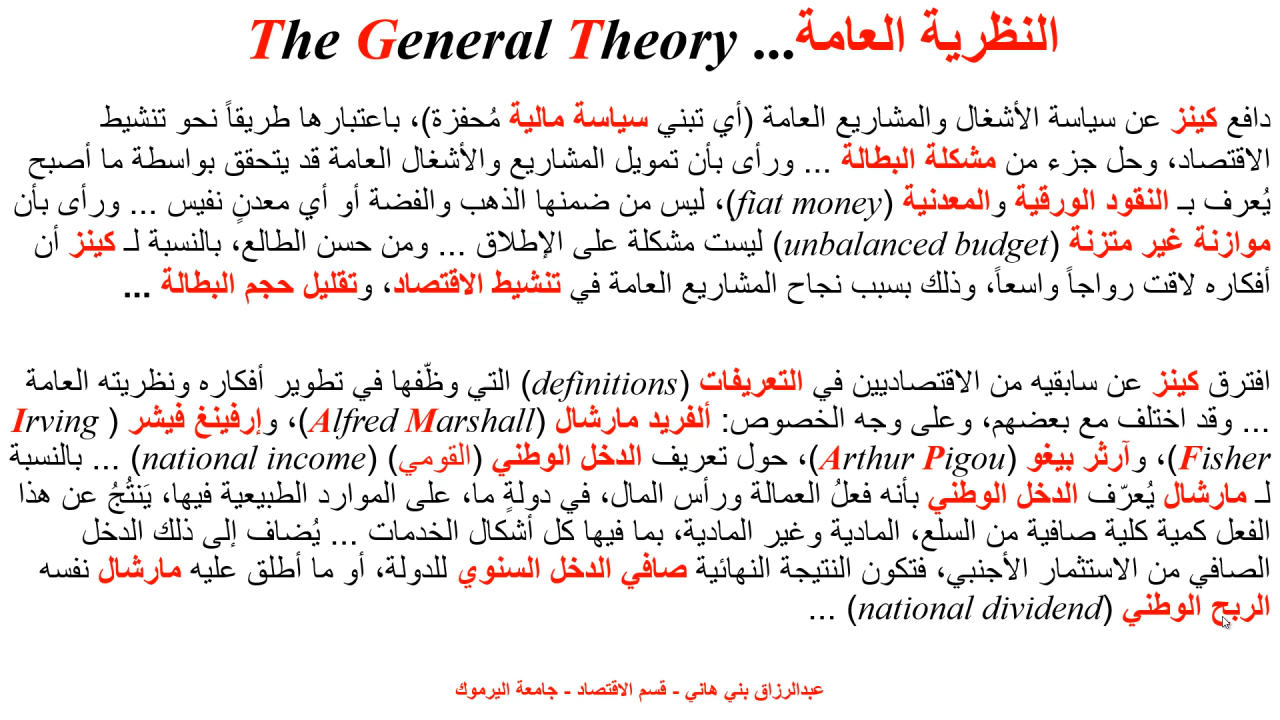 النظرية العامة... The General Theory
دافع كينز عن سياسة الأشغال والمشاريع العامة (أي تبني سياسة مالية مُحفزة)، باعتبارها طريقاً نحو تنشيط
الاقتصاد، وحل جزء من مشكلة البطالة ... ورأى بأن تمويل المشاريع والأشغال العامة قد يتحقق بواسطة ما أصبح
يُعرف بـ النقود الورقية والمعدنية (fiat money)، ليس من ضمنها الذهب والفضة أو أي معدنٍ نفيس ... ورأى بأن
موازنة غير متزنة (unbalanced budget) ليست مشكلة على الإطلاق ... ومن حسن الطالع، بالنسبة لـ كينز أن
أفكاره لاقت رواجاً واسعاً، وذلك بسبب نجاح المشاريع العامة في تنشيط الاقتصاد، وتقليل حجم البطالة ...
افترق كينز عن سابقيه من الاقتصاديين في التعريفات (definitions) التي وظّفها في تطوير أفكاره ونظريته العامة
... وقد اختلف مع بعضهم، وعلى وجه الخصوص: ألفريد مارشال (Alfred Marshall)، وإرفينغ فيشر (Irving
Fisher)، وآرثر بيغو (Arthur Pigou)، حول تعريف الدخل الوطني (القومي) (national income) ... بالنسبة
لـ مارشال يُعرّف الدخل الوطني بأنه فعلُ العمالة ورأس المال، في دولةٍ ما، على الموارد الطبيعية فيها، يَنتُجُ عن هذا
الفعل كمية كلية صافية من السلع، المادية وغير المادية، بما فيها كل أشكال الخدمات ... يُضاف إلى ذلك الدخل
الصافي من الاستثمار الأجنبي، فتكون النتيجة النهائية صافي الدخل السنوي للدولة، أو ما أطلق عليه مارشال نفسه
الربح الوطني (national dividend) ...
عبدالرزاق بني هاني - قسم الاقتصاد - جامعة اليرموك